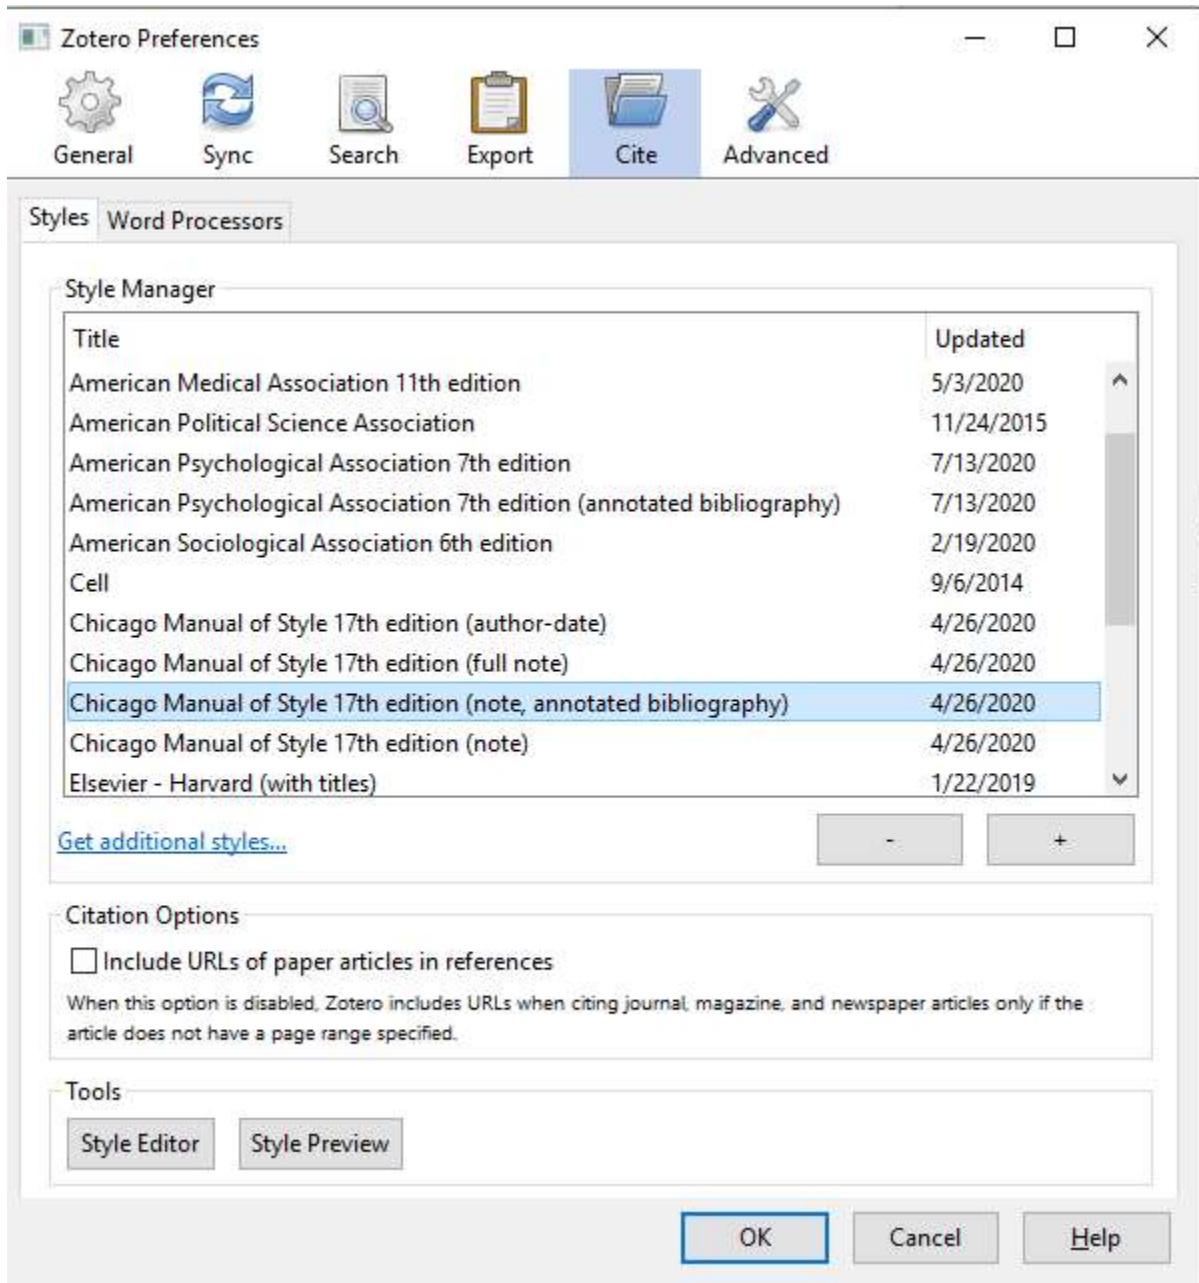 Zotero Preferences
General Sync Search Export Cite Advanced
Styles Word Processors
Style Manager
Title Updated
American Medical Association 11th edition 5/3/2020
American Political Science Association 11/24/2015
American Psychological Association 7th edition 7/13/2020
American Psychological Association 7th edition (annotated bibliography) 7/13/2020
American Sociological Association 6th edition 2/19/2020
Cell 9/6/2014
Chicago Manual of Style 17th edition (author-date) 4/26/2020
Chicago Manual of Style 17th edition (full note) 4/26/2020
Chicago Manual of Style 17th edition (note, annotated bibliography) 4/26/2020
Chicago Manual of Style 17th edition (note) 4/26/2020
Elsevier - Harvard (with titles) 1/22/2019
Get additional styles... - +
Citation Options
Include URLs of paper articles in references
When this option is disabled, Zotero includes URLs when citing journal, magazine, and newspaper articles only if the
article does not have a page range specified.
Tools
Style Editor Style Preview
OK Cancel Help